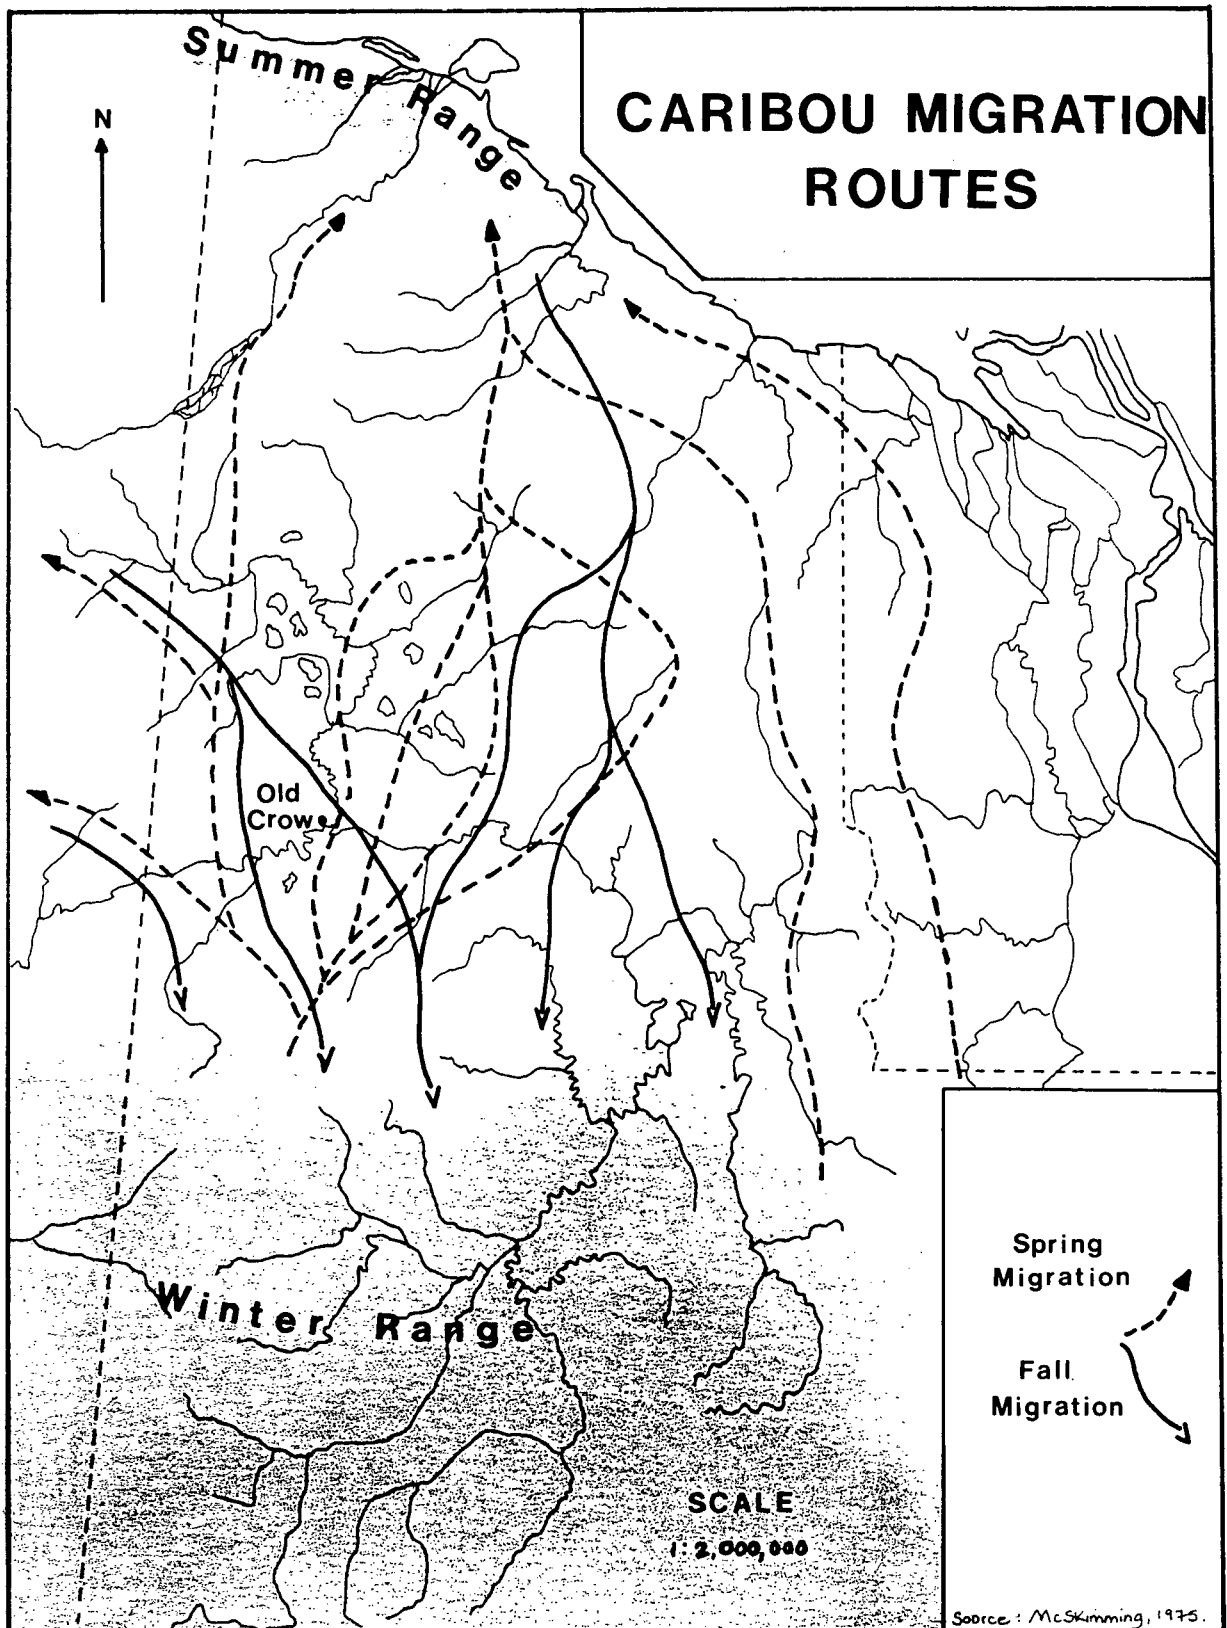 CARIBOU MIGRATION
ROUTES
Summer Range
N
Old
Crow
Winter Range
Spring
Migration
Fall
Migration
SCALE
1:2,000,000
Source: McSkimming, 1975.